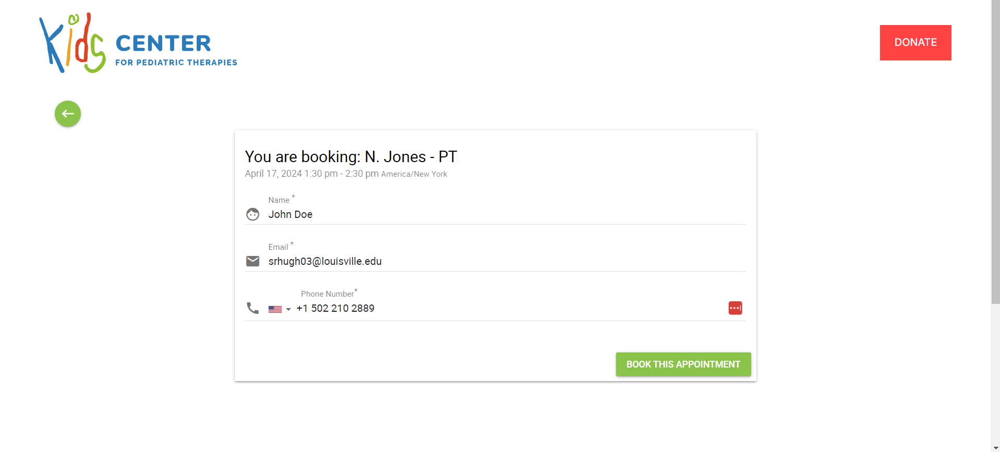 Kids CENTER
FOR PEDIATRIC THERAPIES
DONATE
You are booking: N. Jones - PT
April 17, 2024 1:30 pm - 2:30 pm America/New York
Name *
John Doe
Email *
srhugh03@louisville.edu
Phone Number*
+1 502 210 2889
BOOK THIS APPOINTMENT